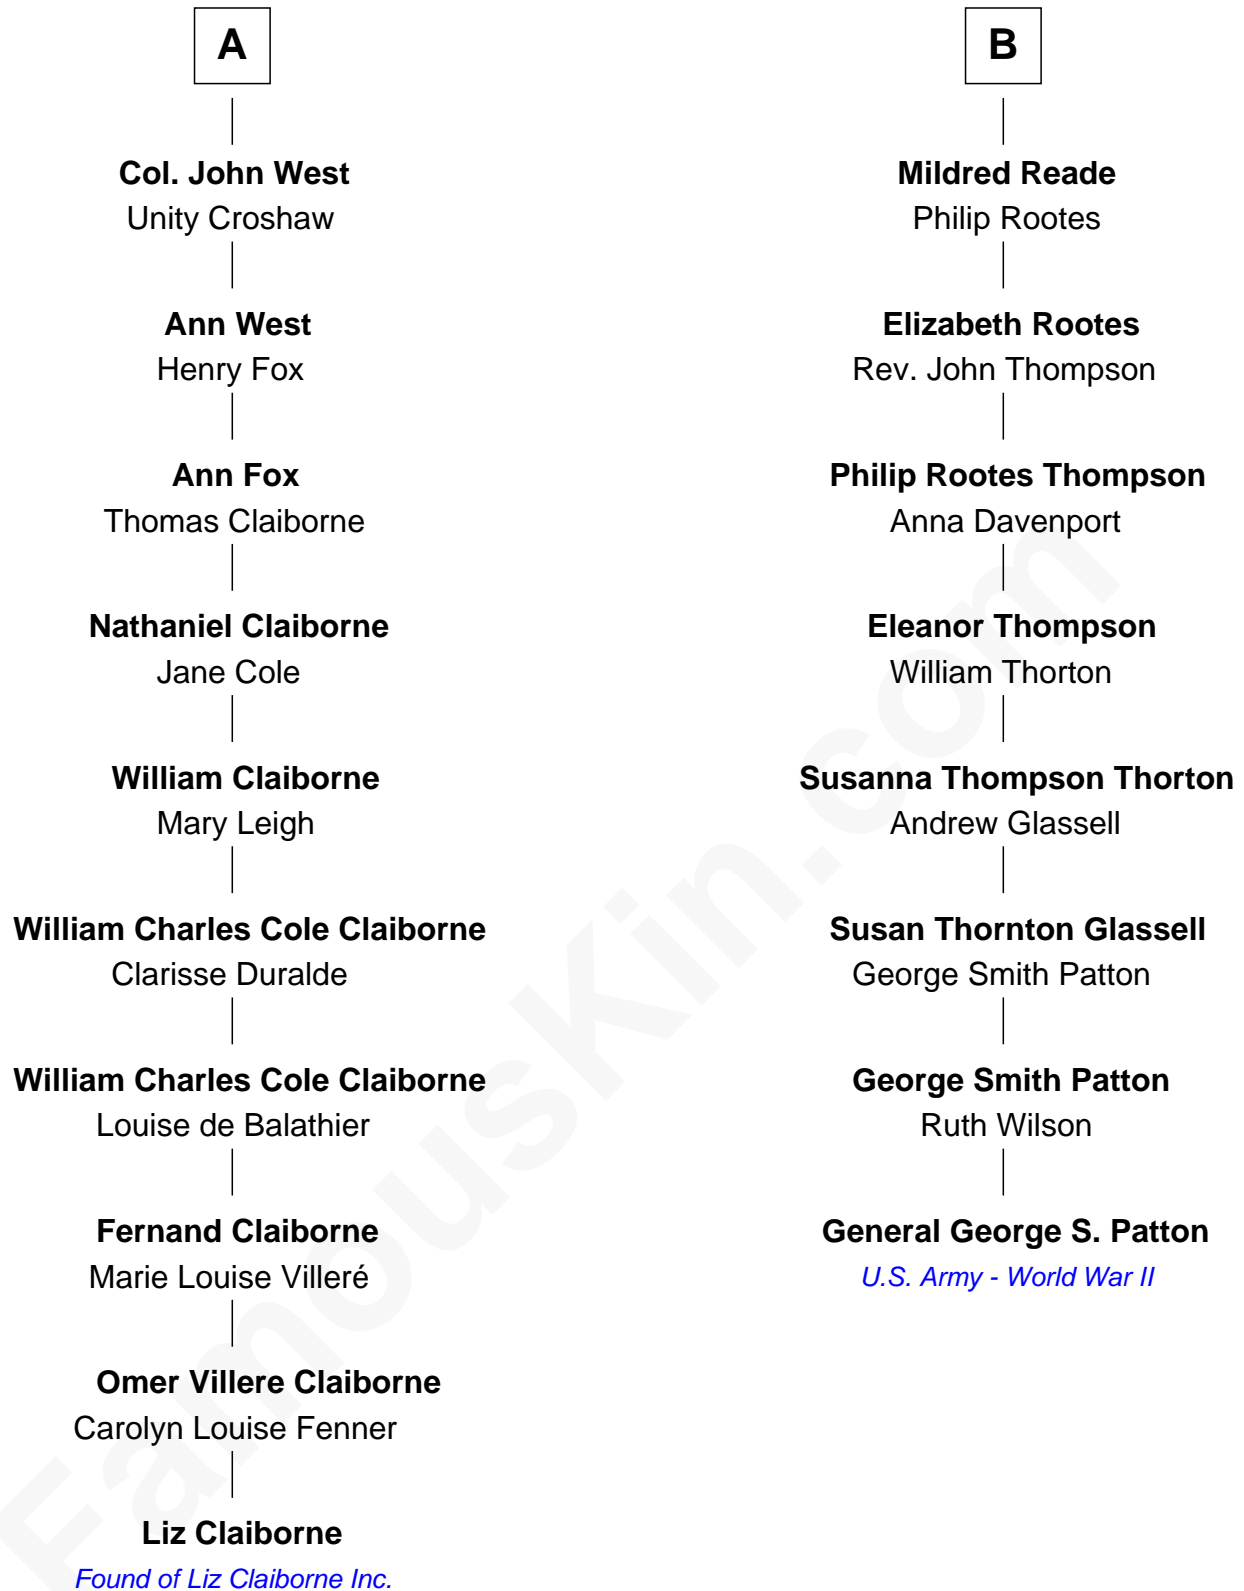 A
Col. John West
Unity Croshaw
Ann West
Henry Fox
Ann Fox
Thomas Claiborne
Nathaniel Claiborne
Jane Cole
William Claiborne
Mary Leigh
William Charles Cole Claiborne
Clarisse Duralde
William Charles Cole Claiborne
Louise de Balathier
Fernand Claiborne
Marie Louise Villeré
Omer Villere Claiborne
Carolyn Louise Fenner
Liz Claiborne
Found of Liz Claiborne Inc.
B
Mildred Reade
Philip Rootes
Elizabeth Rootes
Rev. John Thompson
Philip Rootes Thompson
Anna Davenport
Eleanor Thompson
William Thorton
Susanna Thompson Thorton
Andrew Glassell
Susan Thornton Glassell
George Smith Patton
George Smith Patton
Ruth Wilson
General George S. Patton
U.S. Army - World War II
FamousKin.com